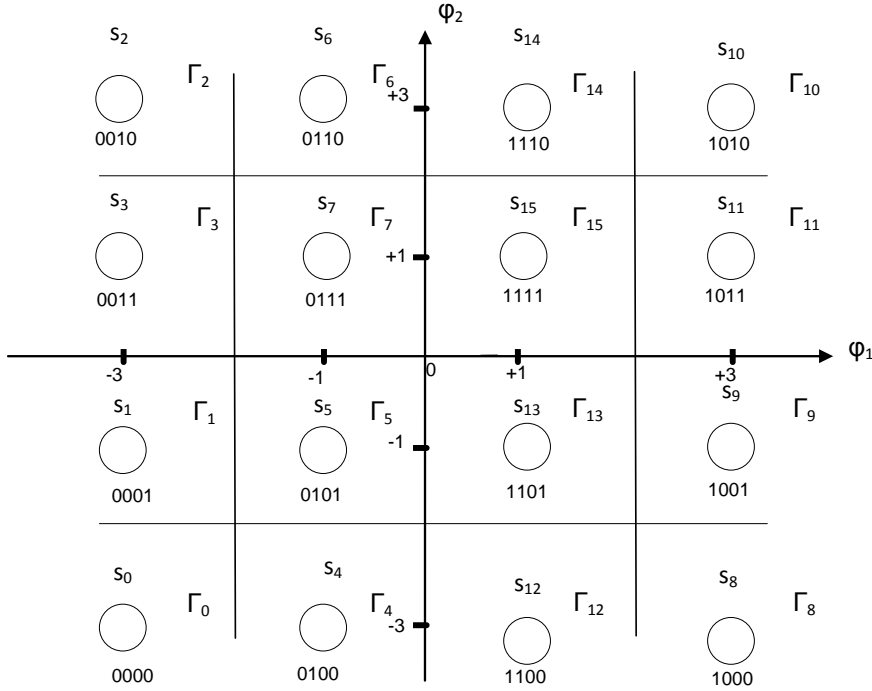 φ₂
s₂ s₆ s₁₄ s₁₀
Γ₂ Γ₆ Γ₁₄ Γ₁₀
+3
0010 0110 1110 1010
s₃ s₇ s₁₅ s₁₁
Γ₃ Γ₇ Γ₁₅ Γ₁₁
+1
0011 0111 1111 1011
φ₁
-3 -1 0 +1 +3
s₁ s₅ s₁₃ s₉
Γ₁ Γ₅ Γ₁₃ Γ₉
-1
0001 0101 1101 1001
s₀ s₄ s₁₂ s₈
Γ₀ Γ₄ Γ₁₂ Γ₈
-3
0000 0100 1100 1000